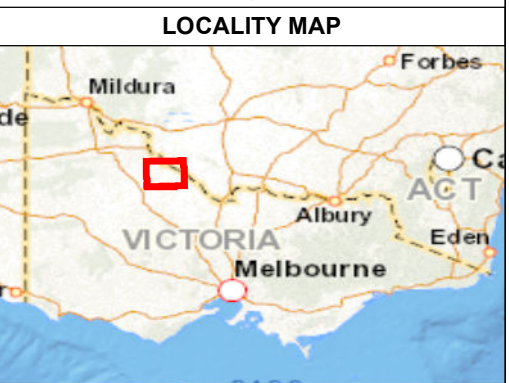 LOCALITY MAP
Forbes
Mildura
de
Ca
ACT
Albury
VICTORIA
Eden
Melbourne
r